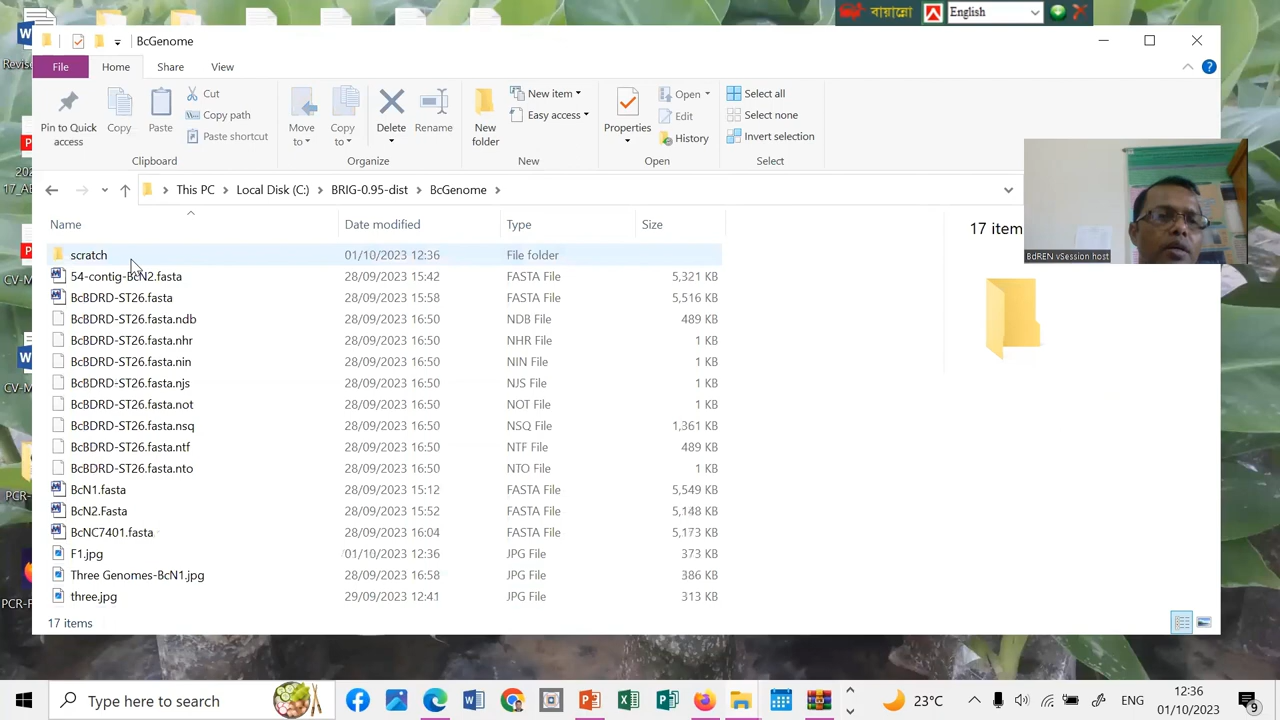 বায়ান্নো
English
Revise
BcGenome
File
Home
Share
View
Pin to Quick access
Copy
Paste
Cut
Copy path
Paste shortcut
Clipboard
Move to
Copy to
Delete
Rename
Organize
New folder
New item
Easy access
New
Properties
Open
Edit
History
Open
Select all
Select none
Invert selection
Select
This PC
Local Disk (C:)
BRIG-0.95-dist
BcGenome
Name
Date modified
Type
Size
17 item
BdREN vSession host
scratch 01/10/2023 12:36 File folder
54-contig-BcN2.fasta 28/09/2023 15:42 FASTA File 5,321 KB
BcBDRD-ST26.fasta 28/09/2023 15:58 FASTA File 5,516 KB
BcBDRD-ST26.fasta.ndb 28/09/2023 16:50 NDB File 489 KB
BcBDRD-ST26.fasta.nhr 28/09/2023 16:50 NHR File 1 KB
BcBDRD-ST26.fasta.nin 28/09/2023 16:50 NIN File 1 KB
BcBDRD-ST26.fasta.njs 28/09/2023 16:50 NJS File 1 KB
BcBDRD-ST26.fasta.not 28/09/2023 16:50 NOT File 1 KB
BcBDRD-ST26.fasta.nsq 28/09/2023 16:50 NSQ File 1,361 KB
BcBDRD-ST26.fasta.ntf 28/09/2023 16:50 NTF File 489 KB
BcBDRD-ST26.fasta.nto 28/09/2023 16:50 NTO File 1 KB
BcN1.fasta 28/09/2023 15:12 FASTA File 5,549 KB
BcN2.Fasta 28/09/2023 15:52 FASTA File 5,148 KB
BcNC7401.fasta 28/09/2023 16:04 FASTA File 5,173 KB
F1.jpg 01/10/2023 12:36 JPG File 373 KB
Three Genomes-BcN1.jpg 28/09/2023 16:58 JPG File 386 KB
three.jpg 29/09/2023 12:41 JPG File 313 KB
17 items
17_AB
CV-M
CV-M
PCR-
PCR-F
Type here to search
23°C
ENG
12:36
01/10/2023
9